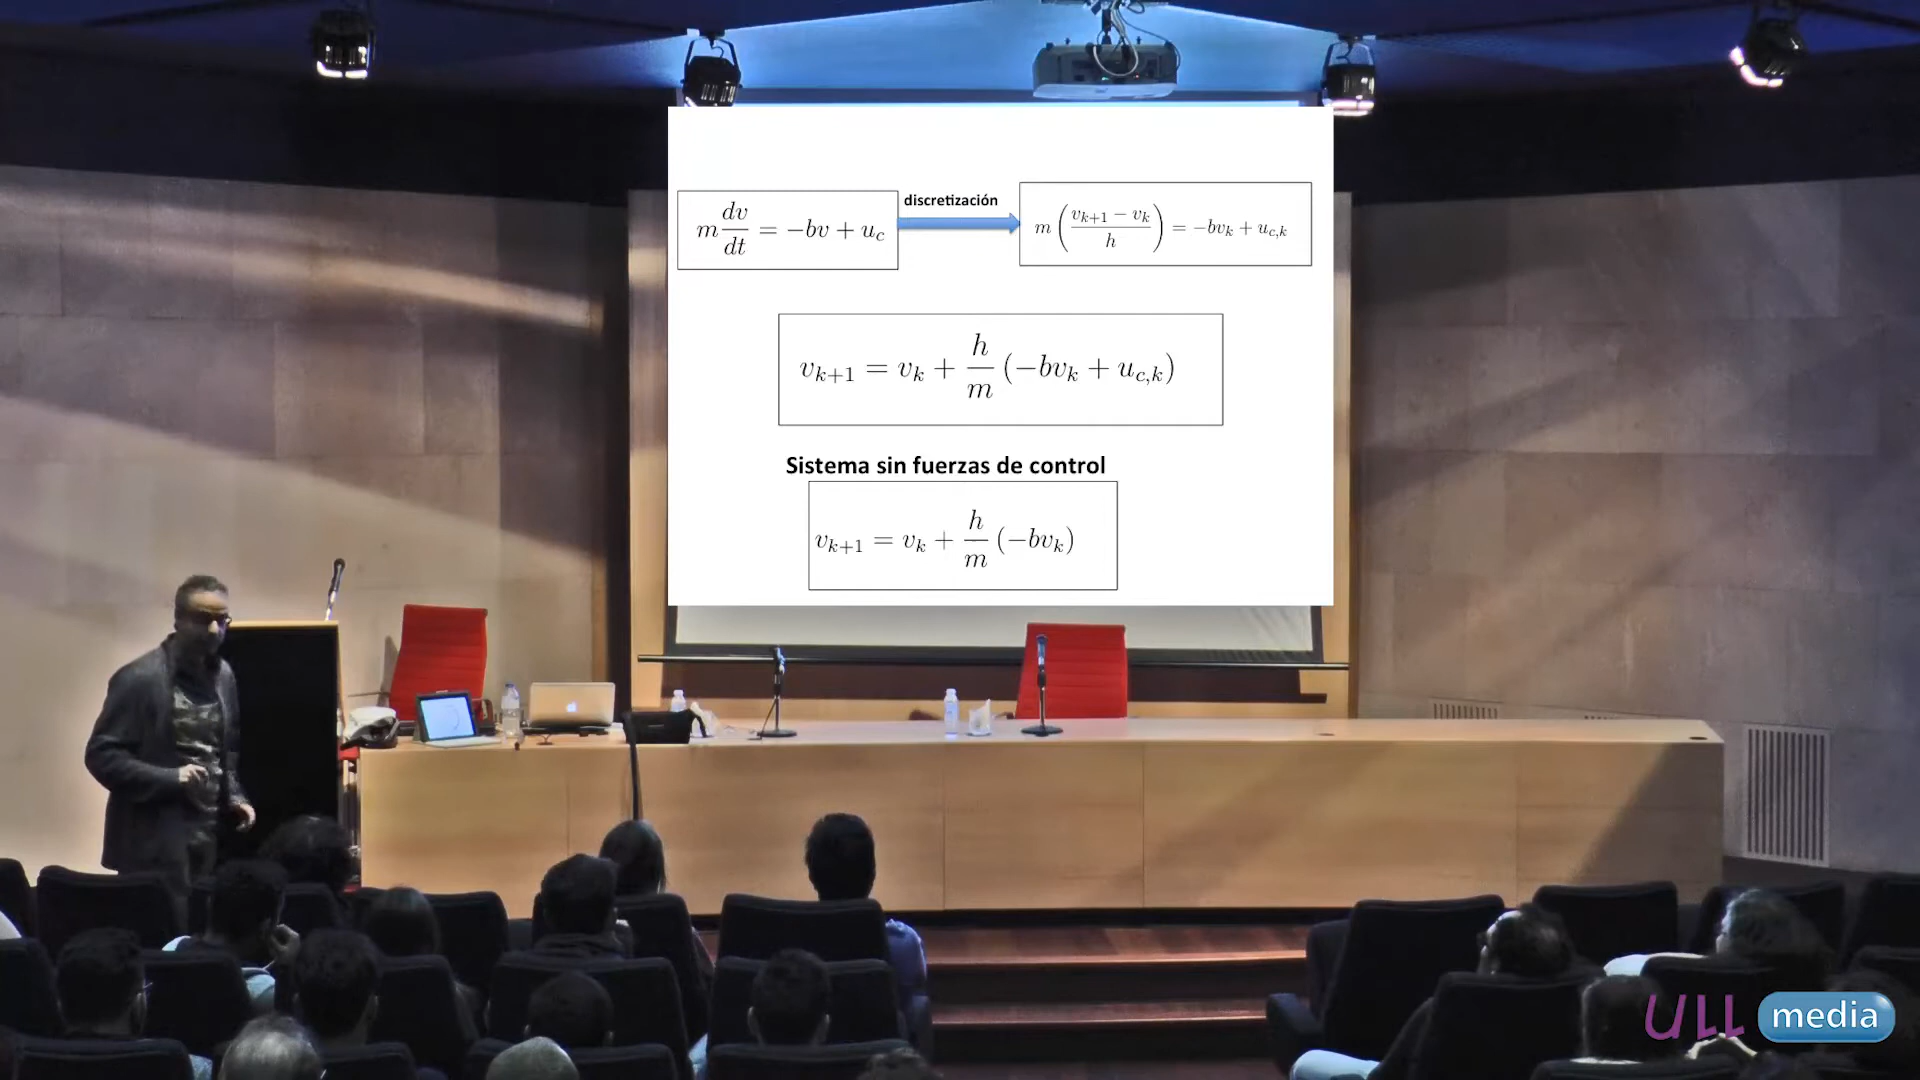 discretización
m dv/dt = −bv + u_c
m ( (v_{k+1} − v_k) / h ) = −bv_k + u_{c,k}
v_{k+1} = v_k + h/m (−bv_k + u_{c,k})
Sistema sin fuerzas de control
v_{k+1} = v_k + h/m (−bv_k)
ULL media